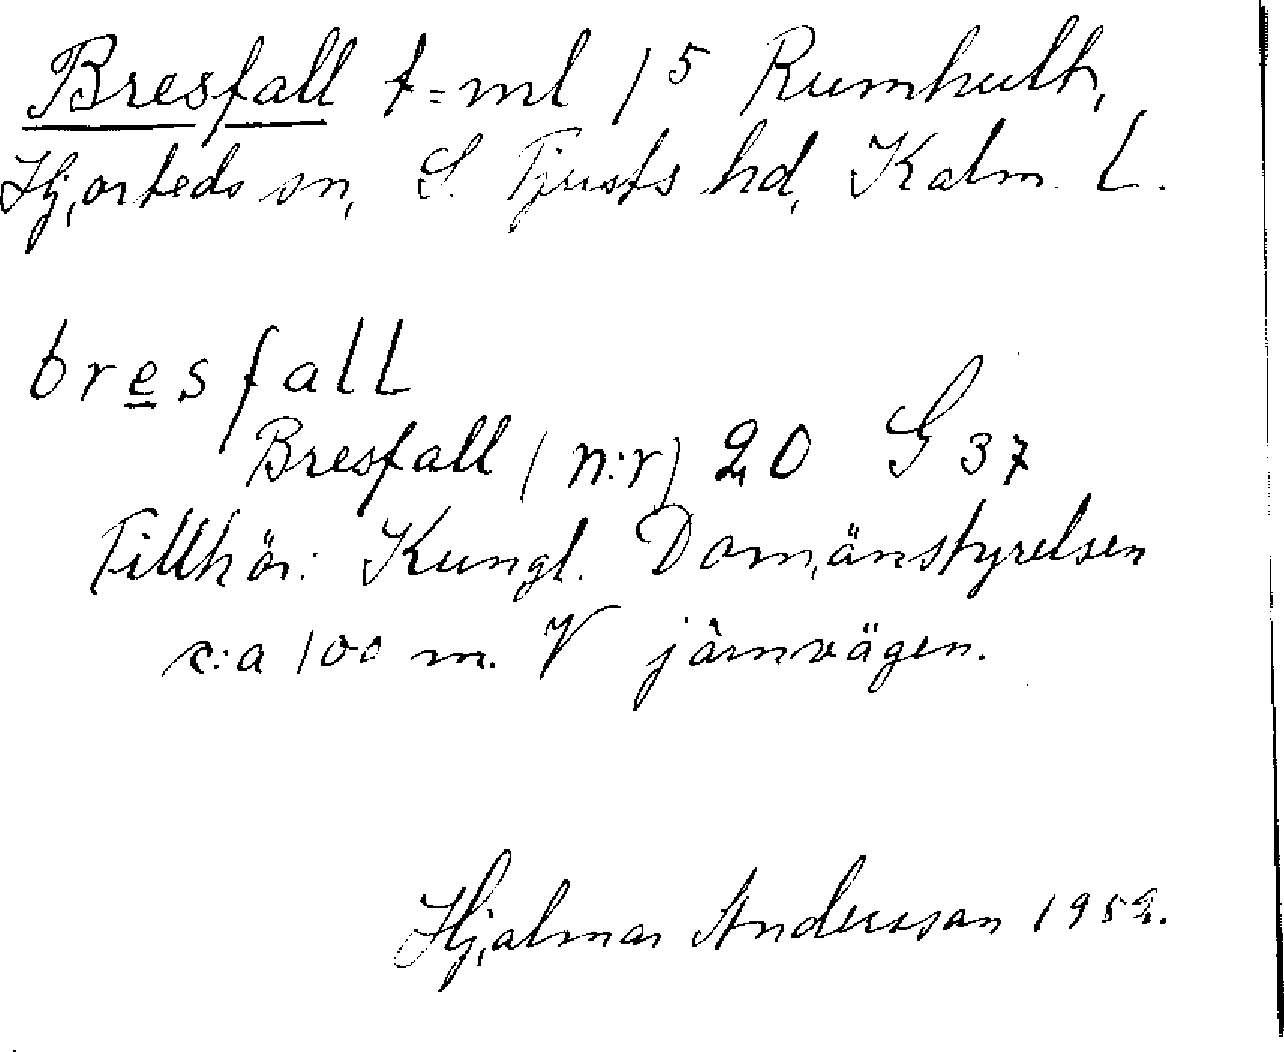 Bresfall t=ml 1⁵ Rumhult,
Hjorteds sn, S. Tjusts hd, Kalm. L.
bresfall
Bresfall (n:r) 20 G 37
Tillhör: Kungl. Domänstyrelsen
c:a 100 m. V järnvägen.
Hjalmar Andersson 1952.